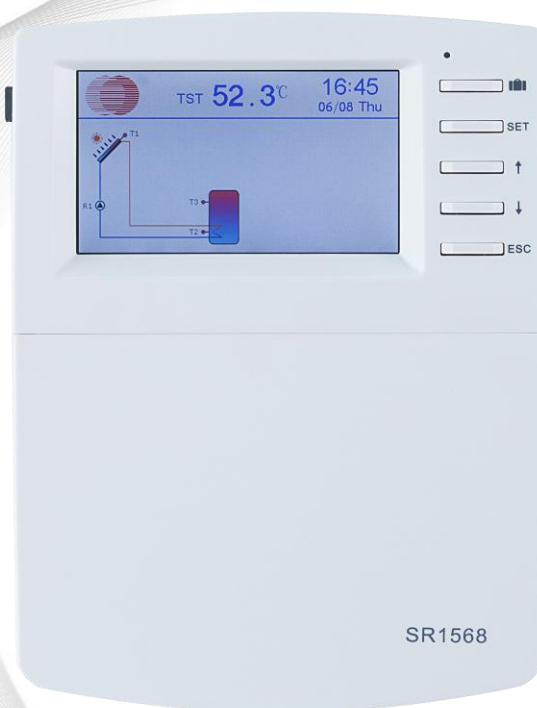 TST 52.3℃
16:45
06/08 Thu
T1
R1
T3
T2
SET
↑
↓
ESC
SR1568